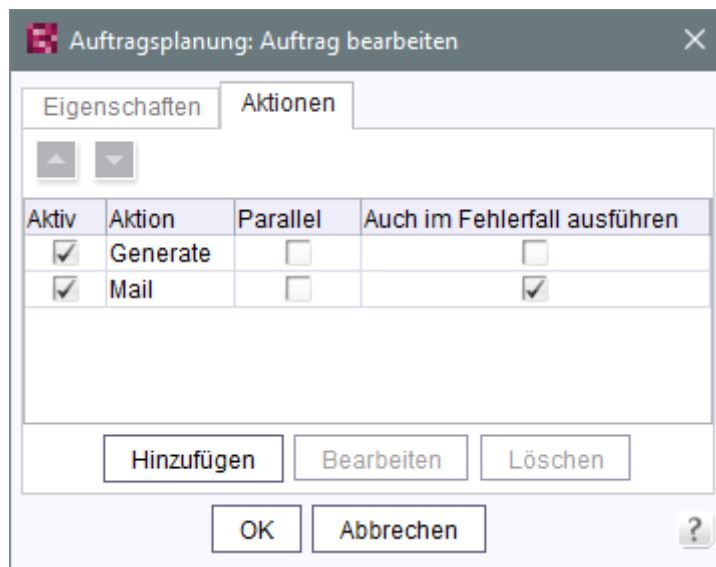 Auftragsplanung: Auftrag bearbeiten
Eigenschaften Aktionen
Aktiv Aktion Parallel Auch im Fehlerfall ausführen
Generate
Mail
Hinzufügen Bearbeiten Löschen
OK Abbrechen ?